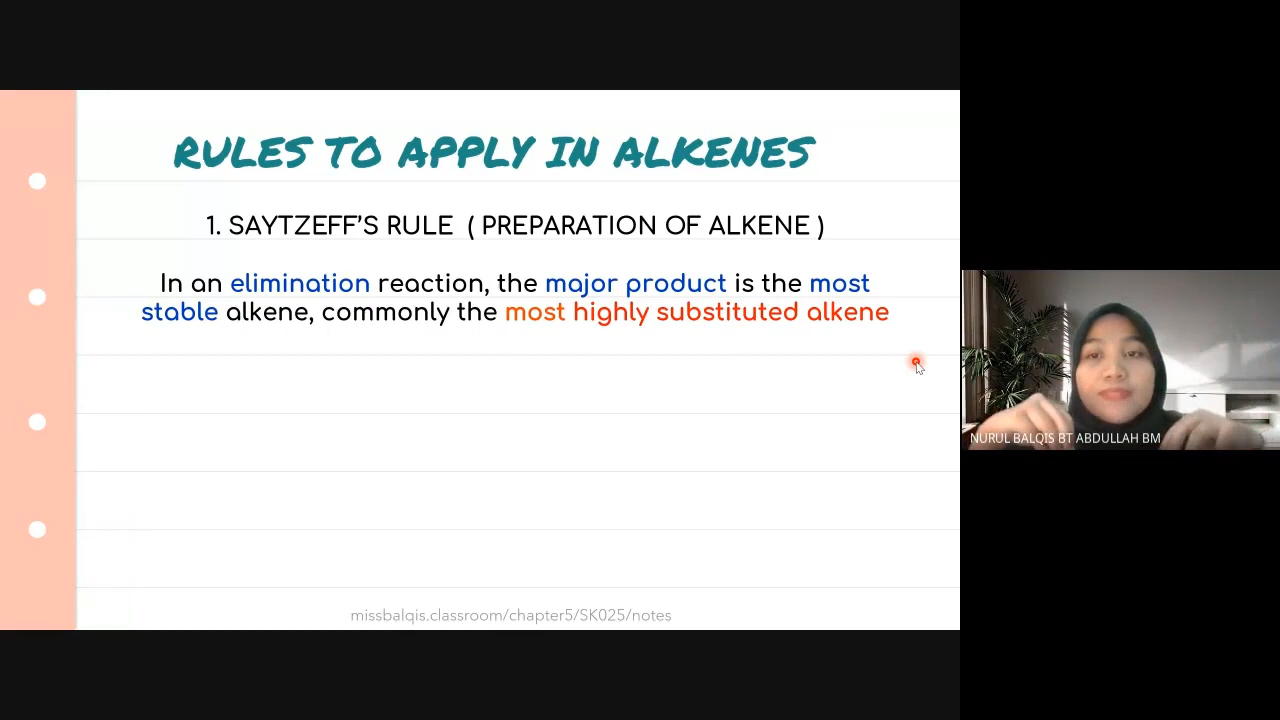 RULES TO APPLY IN ALKENES
1. SAYTZEFF'S RULE ( PREPARATION OF ALKENE )
In an elimination reaction, the major product is the most
stable alkene, commonly the most highly substituted alkene
NURUL BALQIS BT ABDULLAH BM
missbalqis.classroom/chapter5/SK025/notes